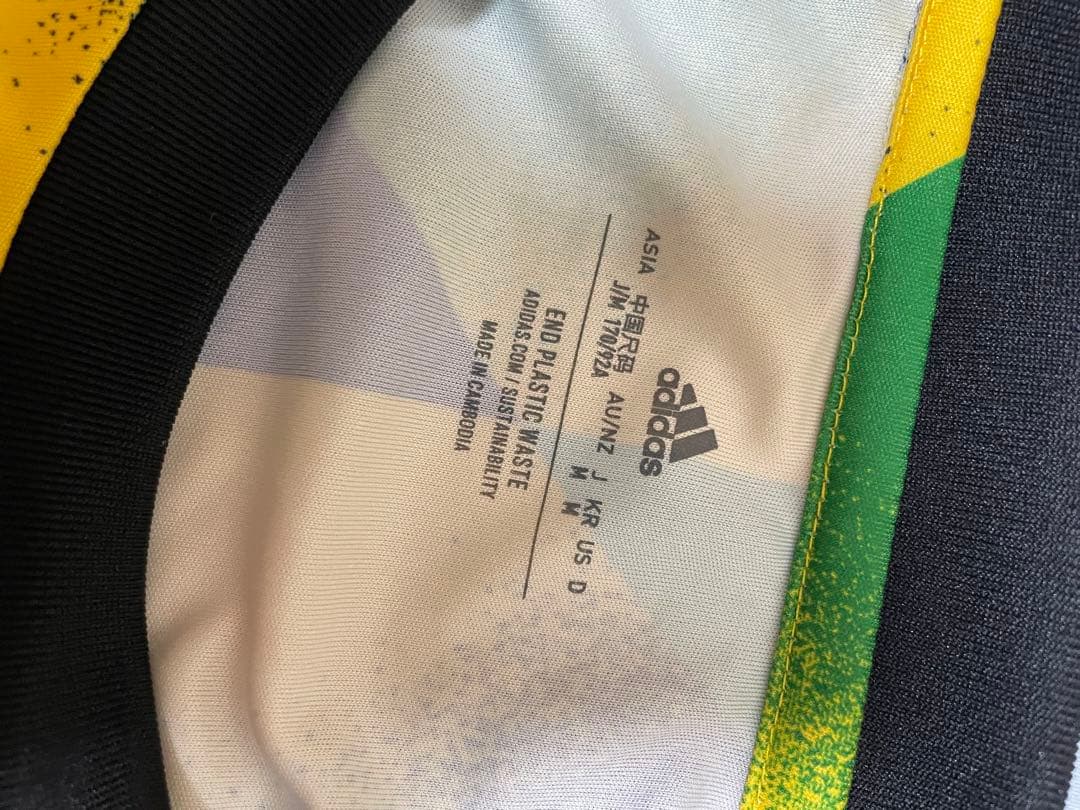 adidas
ASIA 中国尺码 AU/NZ J KR US D
J/M 170/92A M M
END PLASTIC WASTE
ADIDAS.COM / SUSTAINABILITY
MADE IN CAMBODIA